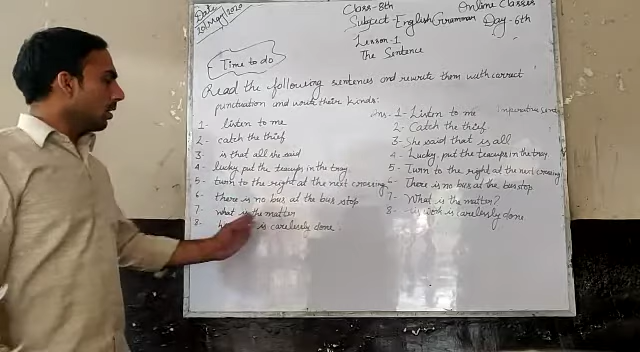 Date
20/May/2020
Class-8th
Online Classes
Subject-English Grammar
Day-6th
Lesson-1
The Sentence
Time to do
Read the following sentences and rewrite them with correct
punctuation and write their kinds:
1- listen to me
2- catch the thief
3- is that all she said
4- lucky put the teacups in the tray
5- turn to the right at the next crossing
6- there is no bus at the bus stop
7- what is the matter
8- is carelessly done.
Ans- 1- Listen to me
2- Catch the thief.
3- She said that is all
4- Lucky, put the teacups in the tray
5- Turn to the right at the next crossing
6- There is no bus at the bus stop
7- What is the matter?
8- is work is carelessly done